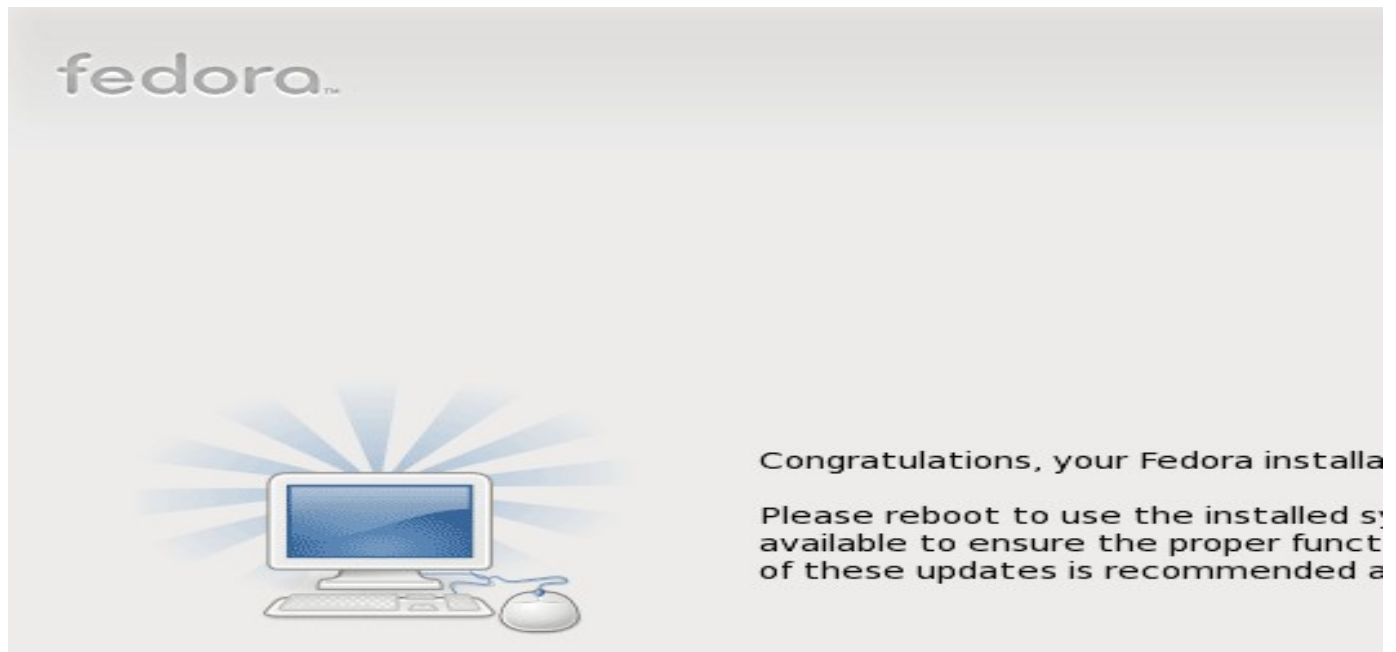 fedora™
Congratulations, your Fedora installa
Please reboot to use the installed sy
available to ensure the proper funct
of these updates is recommended a